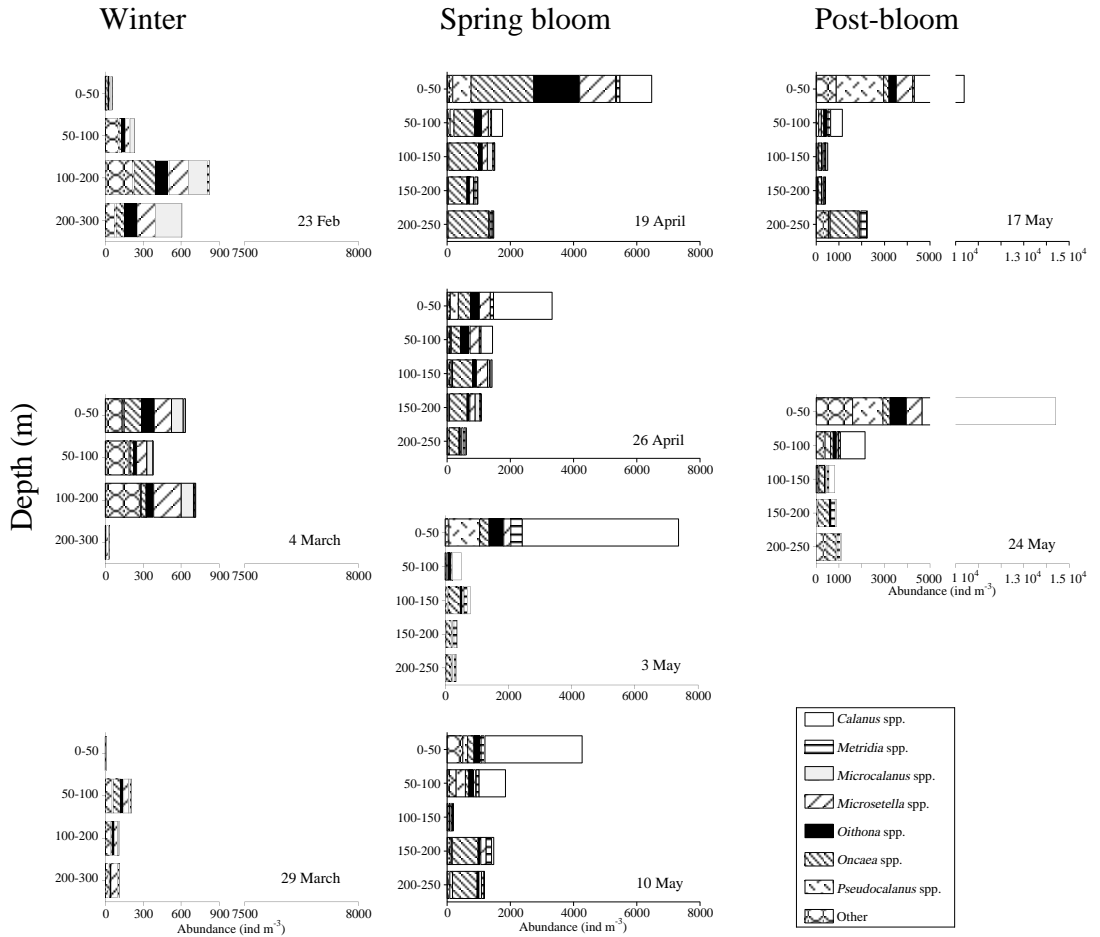 Winter
Spring bloom
Post-bloom
Depth (m)
0-50
50-100
100-200
200-300
23 Feb
0 300 600 900 7500 8000
0-50
50-100
100-200
200-300
4 March
0 300 600 900 7500 8000
0-50
50-100
100-200
200-300
29 March
0 300 600 900 7500 8000
Abundance (ind m⁻³)
0-50
50-100
100-150
150-200
200-250
19 April
0 2000 4000 6000 8000
0-50
50-100
100-150
150-200
200-250
26 April
0 2000 4000 6000 8000
0-50
50-100
100-150
150-200
200-250
3 May
0 2000 4000 6000 8000
0-50
50-100
100-150
150-200
200-250
10 May
0 2000 4000 6000 8000
Abundance (ind m⁻³)
0-50
50-100
100-150
150-200
200-250
17 May
0 1000 3000 5000 1 10⁴ 1.3 10⁴ 1.5 10⁴
0-50
50-100
100-150
150-200
200-250
24 May
0 1000 3000 5000 1 10⁴ 1.3 10⁴ 1.5 10⁴
Abundance (ind m⁻³)
Calanus spp.
Metridia spp.
Microcalanus spp.
Microsetella spp.
Oithona spp.
Oncaea spp.
Pseudocalanus spp.
Other